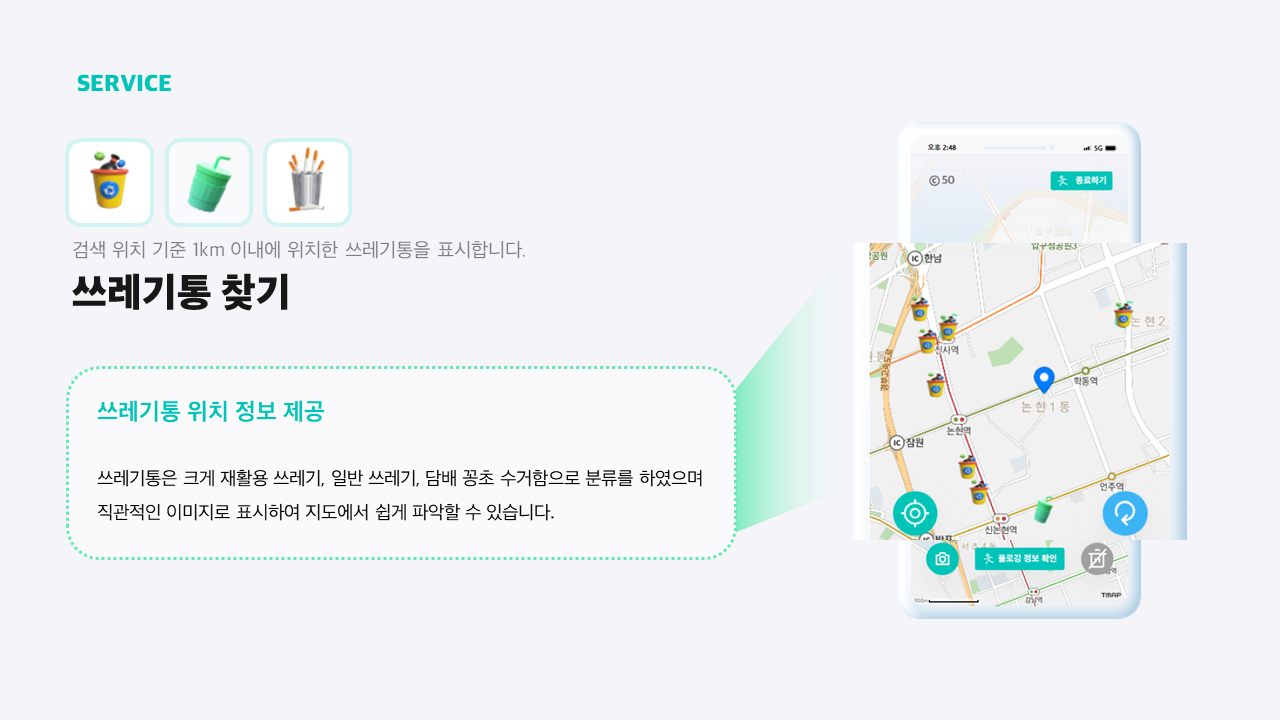 SERVICE
검색 위치 기준 1km 이내에 위치한 쓰레기통을 표시합니다.
쓰레기통 찾기
쓰레기통 위치 정보 제공
쓰레기통은 크게 재활용 쓰레기, 일반 쓰레기, 담배 꽁초 수거함으로 분류를 하였으며
직관적인 이미지로 표시하여 지도에서 쉽게 파악할 수 있습니다.
오후 2:48
5G
50
종료하기
IC 한남
논현2
신사역
학동역
논현1동
논현역
IC 잠원
언주역
신논현역
플로깅 정보 확인
강남역
TMAP